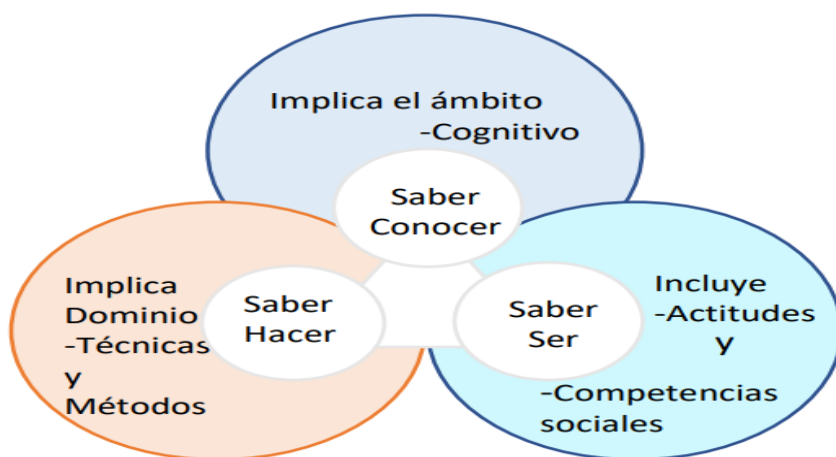 Implica el ámbito
-Cognitivo
Saber
Conocer
Implica
Dominio
-Técnicas
y
Métodos
Saber
Hacer
Saber
Ser
Incluye
-Actitudes
y
-Competencias
sociales